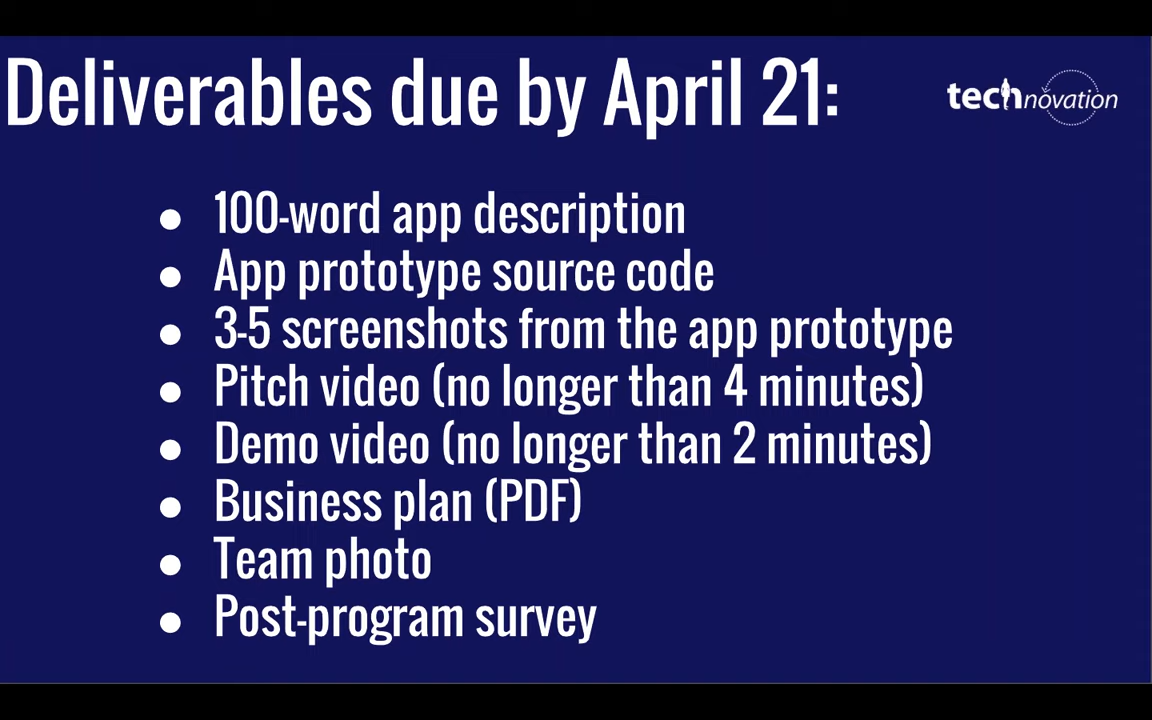 Deliverables due by April 21:
technovation
● 100-word app description
● App prototype source code
● 3-5 screenshots from the app prototype
● Pitch video (no longer than 4 minutes)
● Demo video (no longer than 2 minutes)
● Business plan (PDF)
● Team photo
● Post-program survey